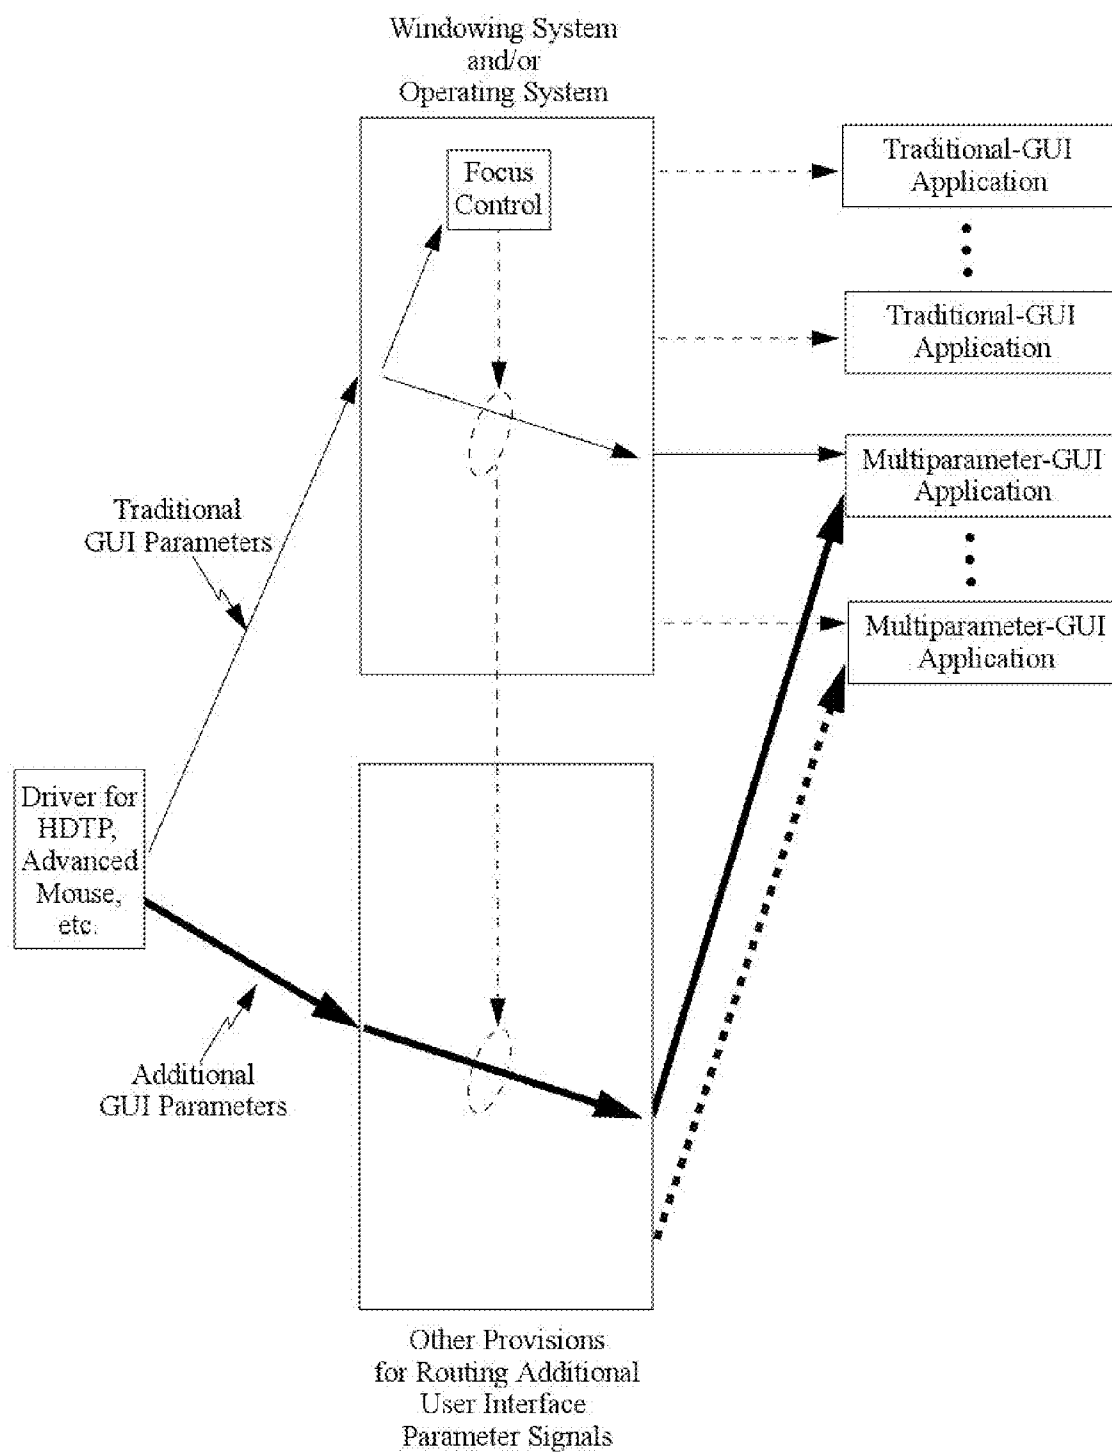 Windowing System
and/or
Operating System
Focus
Control
Traditional-GUI
Application
Traditional-GUI
Application
Multiparameter-GUI
Application
Multiparameter-GUI
Application
Traditional
GUI Parameters
Driver for
HDTP,
Advanced
Mouse,
etc.
Additional
GUI Parameters
Other Provisions
for Routing Additional
User Interface
Parameter Signals